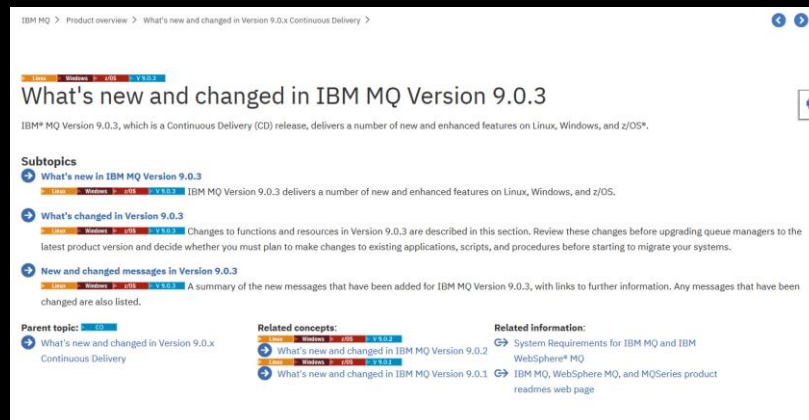 IBM MQ > Product overview > What's new and changed in Version 9.0.x Continuous Delivery >
Linux Windows z/OS V 9.0.3
What's new and changed in IBM MQ Version 9.0.3
IBM® MQ Version 9.0.3, which is a Continuous Delivery (CD) release, delivers a number of new and enhanced features on Linux, Windows, and z/OS®.
Subtopics
What's new in IBM MQ Version 9.0.3
Linux Windows z/OS V 9.0.3 IBM MQ Version 9.0.3 delivers a number of new and enhanced features on Linux, Windows, and z/OS.
What's changed in Version 9.0.3
Linux Windows z/OS V 9.0.3 Changes to functions and resources in Version 9.0.3 are described in this section. Review these changes before upgrading queue managers to the
latest product version and decide whether you must plan to make changes to existing applications, scripts, and procedures before starting to migrate your systems.
New and changed messages in Version 9.0.3
Linux Windows z/OS V 9.0.3 A summary of the new messages that have been added for IBM MQ Version 9.0.3, with links to further information. Any messages that have been
changed are also listed.
Parent topic: CD
What's new and changed in Version 9.0.x
Continuous Delivery
Related concepts:
Linux Windows z/OS V 9.0.2
What's new and changed in IBM MQ Version 9.0.2
Linux Windows z/OS V 9.0.1
What's new and changed in IBM MQ Version 9.0.1
Related information:
System Requirements for IBM MQ and IBM
WebSphere® MQ
IBM MQ, WebSphere MQ, and MQSeries product
readmes web page